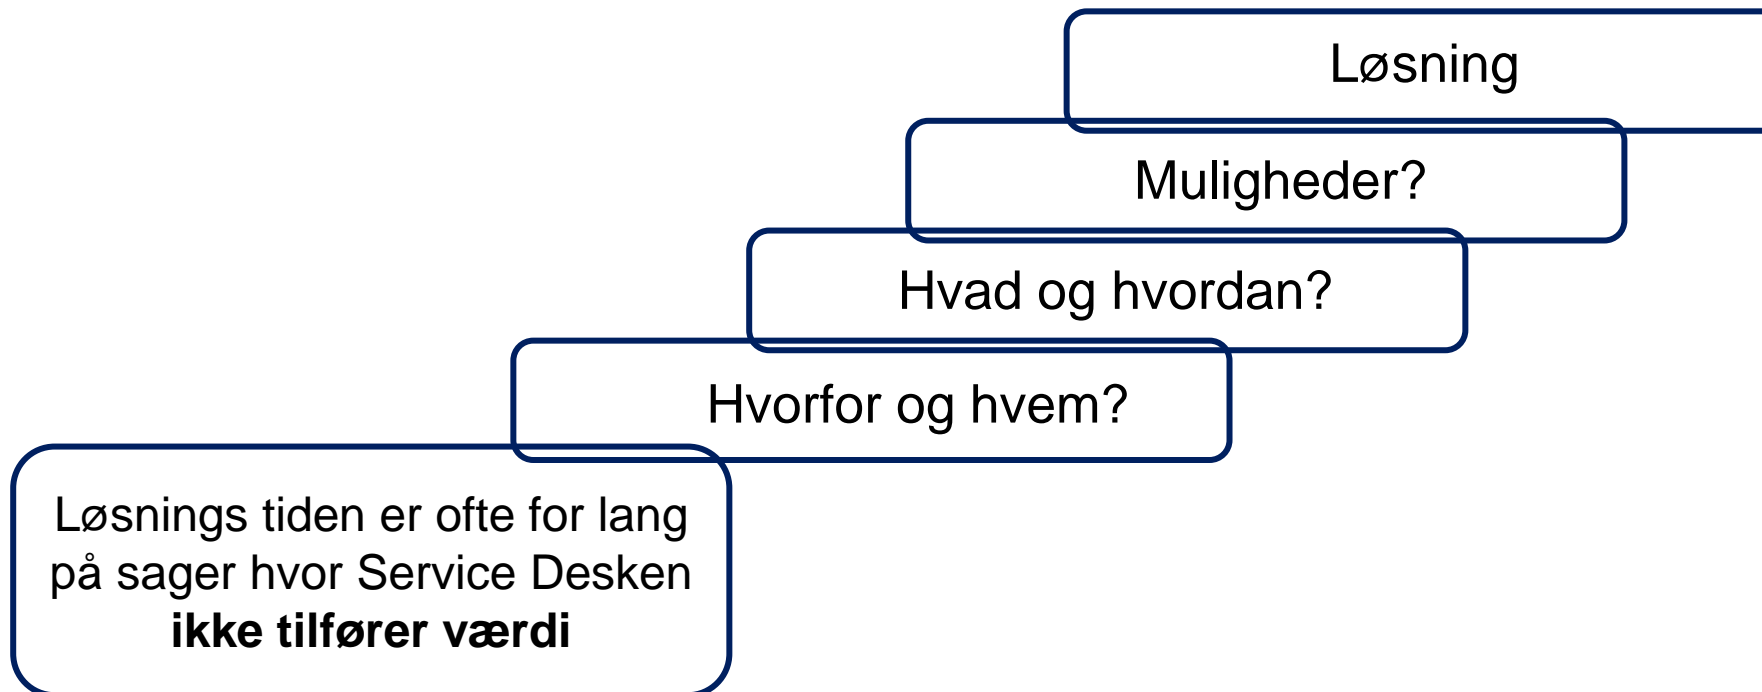 Løsning
Muligheder?
Hvad og hvordan?
Hvorfor og hvem?
Løsnings tiden er ofte for lang
på sager hvor Service Desken
ikke tilfører værdi